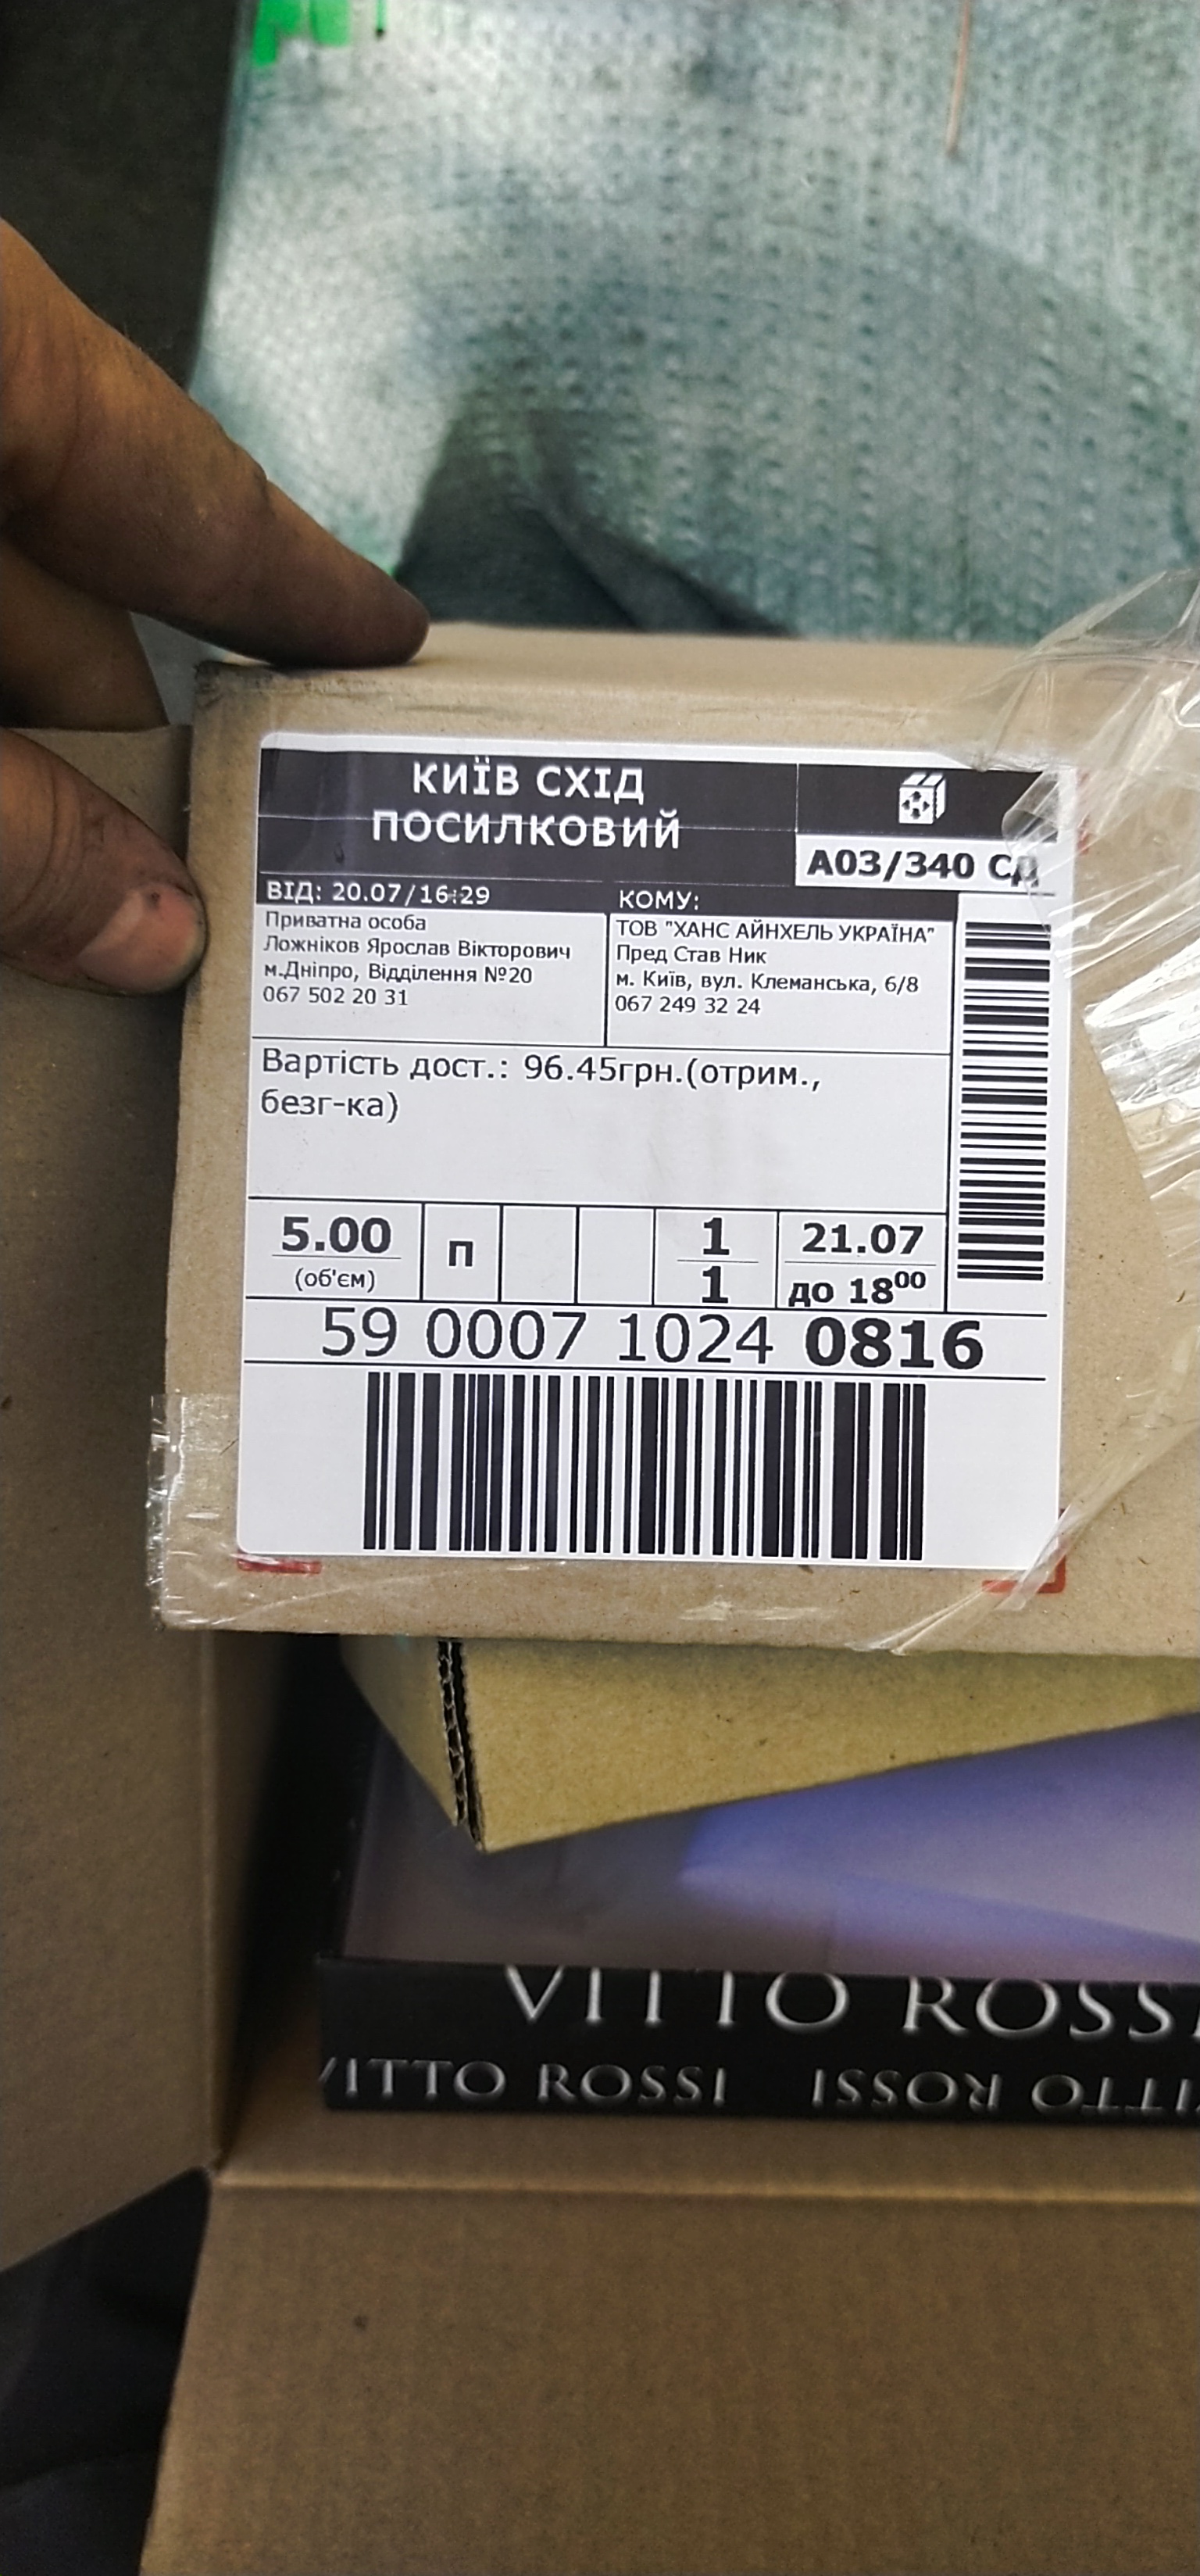 КИЇВ СХІД
ПОСИЛКОВИЙ
А03/340 СД
ВІД: 20.07/16:29
Приватна особа
Ложніков Ярослав Вікторович
м.Дніпро, Відділення №20
067 502 20 31
КОМУ:
ТОВ "ХАНС АЙНХЕЛЬ УКРАЇНА"
Пред Став Ник
м. Київ, вул. Клеманська, 6/8
067 249 32 24
Вартість дост.: 96.45грн.(отрим.,
безг-ка)
5.00
(об'єм)
п
1
1
21.07
до 18⁰⁰
59 0007 1024 0816
VITTO ROSSI
VITTO ROSSI VITTO ROSSI